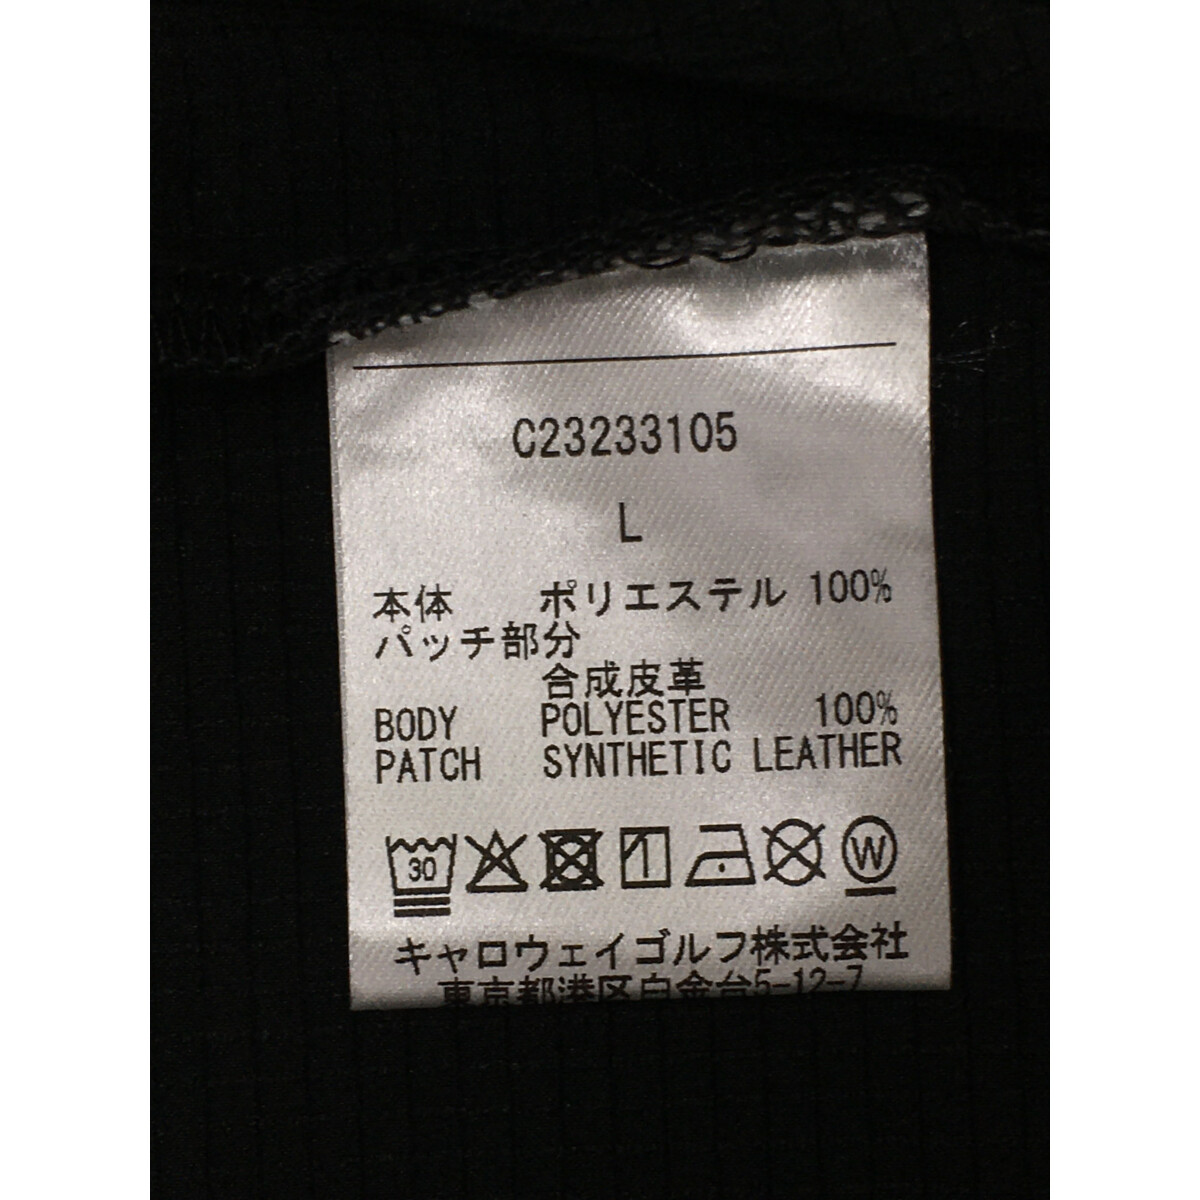 C23233105
L
本体 ポリエステル 100%
パッチ部分
合成皮革
BODY POLYESTER 100%
PATCH SYNTHETIC LEATHER
30 W
キャロウェイゴルフ株式会社
東京都港区白金台5-12-7